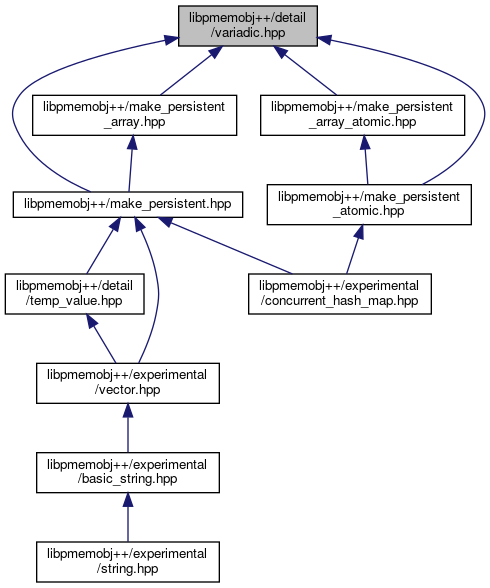 libpmemobj++/detail
/variadic.hpp
libpmemobj++/make_persistent
_array.hpp
libpmemobj++/make_persistent
_array_atomic.hpp
libpmemobj++/make_persistent.hpp
libpmemobj++/make_persistent
_atomic.hpp
libpmemobj++/detail
/temp_value.hpp
libpmemobj++/experimental
/concurrent_hash_map.hpp
libpmemobj++/experimental
/vector.hpp
libpmemobj++/experimental
/basic_string.hpp
libpmemobj++/experimental
/string.hpp